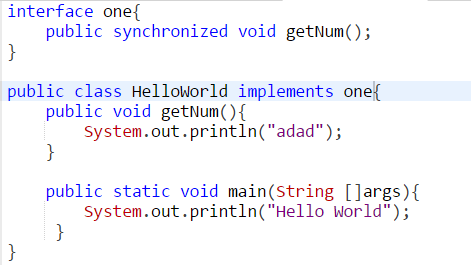 interface one{
    public synchronized void getNum();
}

public class HelloWorld implements one{
    public void getNum(){
        System.out.println("adad");
    }

    public static void main(String []args){
        System.out.println("Hello World");
     }
}